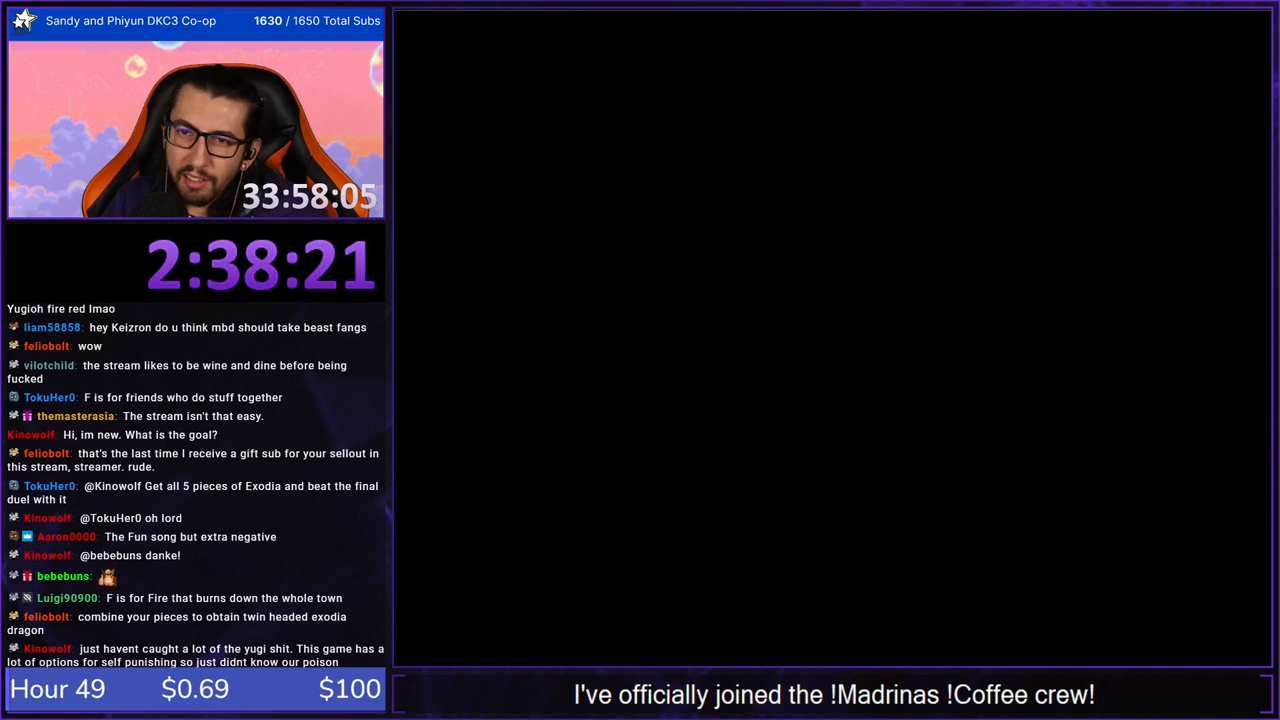 Sandy and Phiyun DKC3 Co-op 1630 / 1650 Total Subs
33:58:05
2:38:21
Yugioh fire red lmao
liam58858: hey Keizron do u think mbd should take beast fangs
feliobolt: wow
vilotchild: the stream likes to be wine and dine before being
fucked
TokuHer0: F is for friends who do stuff together
themasterasia: The stream isn't that easy.
Kinowolf: Hi, im new. What is the goal?
feliobolt: that's the last time I receive a gift sub for your sellout in
this stream, streamer. rude.
TokuHer0: @Kinowolf Get all 5 pieces of Exodia and beat the final
duel with it
Kinowolf: @TokuHer0 oh lord
Aaron0000: The Fun song but extra negative
Kinowolf: @bebebuns danke!
bebebuns:
Luigi90900: F is for Fire that burns down the whole town
feliobolt: combine your pieces to obtain twin headed exodia
dragon
Kinowolf: just havent caught a lot of the yugi shit. This game has a
lot of options for self punishing so just didnt know our poison
Hour 49 $0.69 $100
I've officially joined the !Madrinas !Coffee crew!